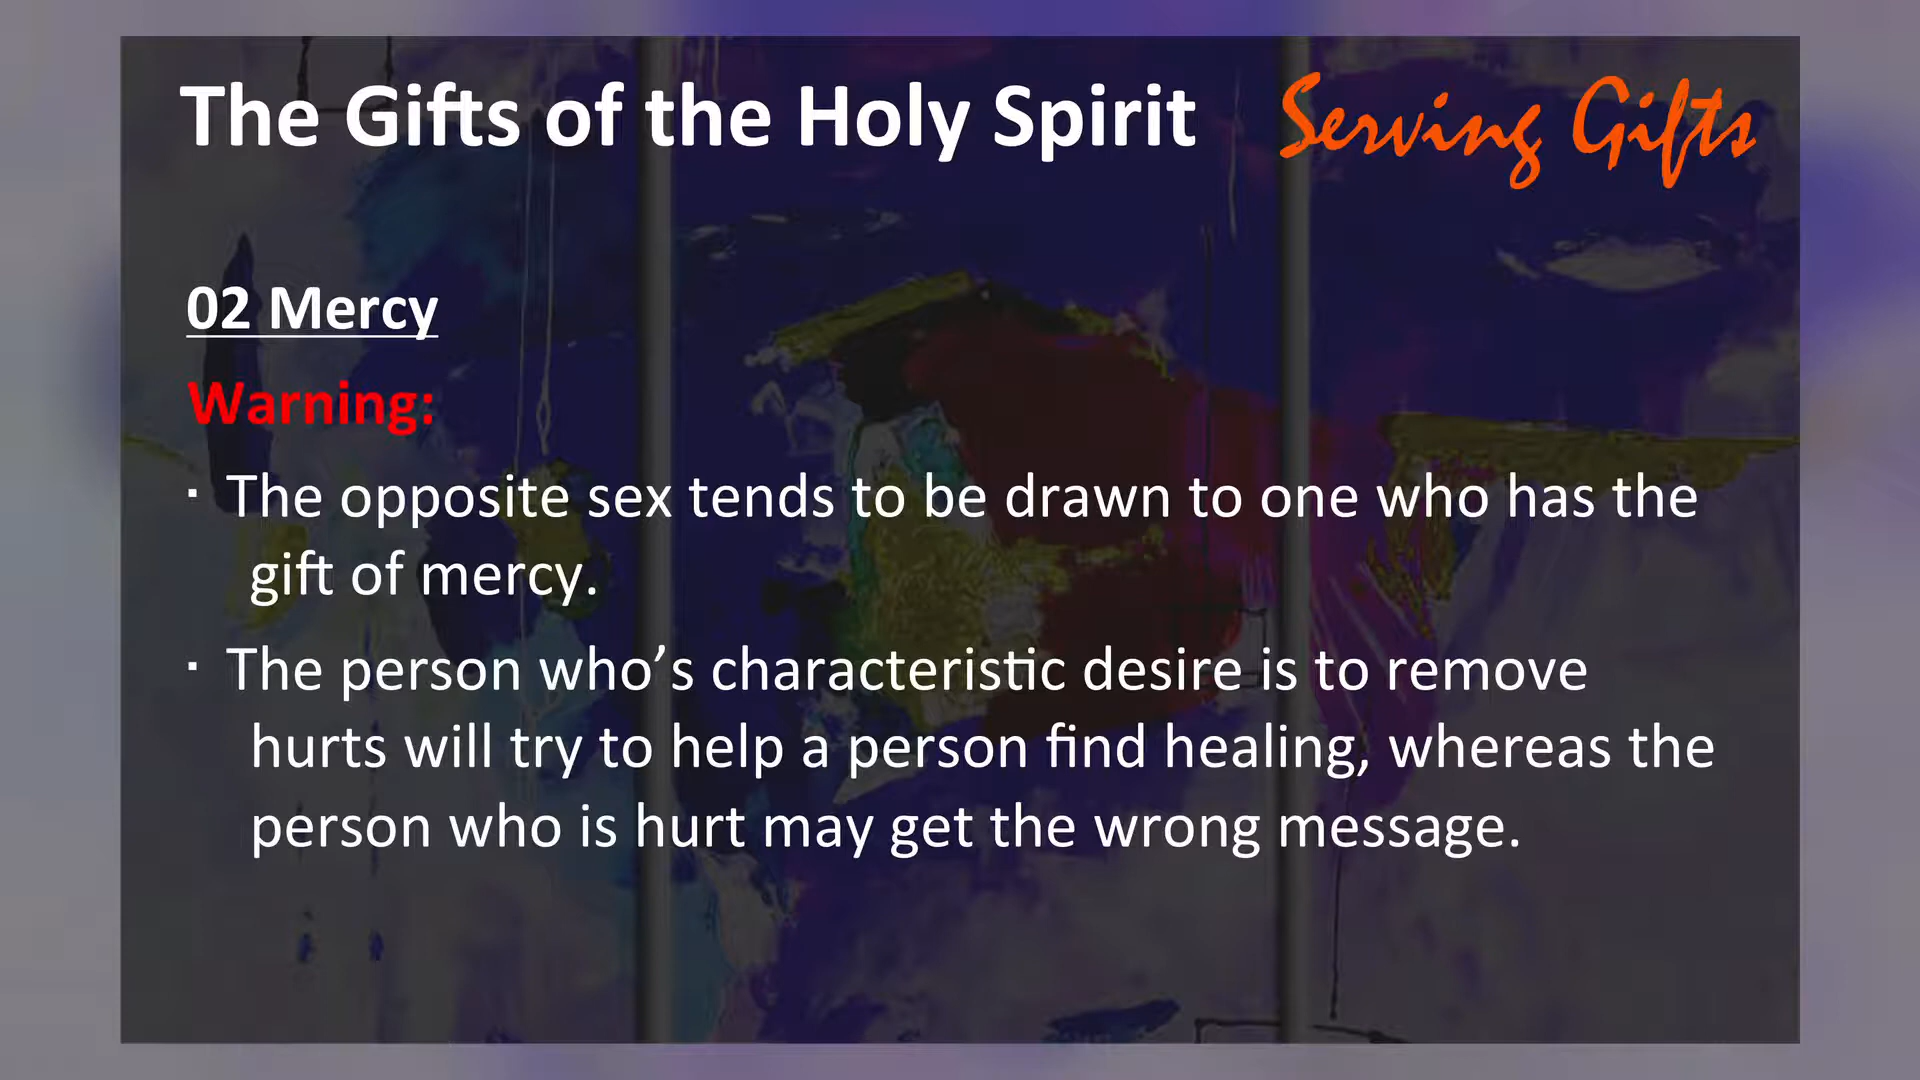 The Gifts of the Holy Spirit Serving Gifts
02 Mercy
Warning:
▪ The opposite sex tends to be drawn to one who has the
gift of mercy.
▪ The person who’s characteristic desire is to remove
hurts will try to help a person find healing, whereas the
person who is hurt may get the wrong message.